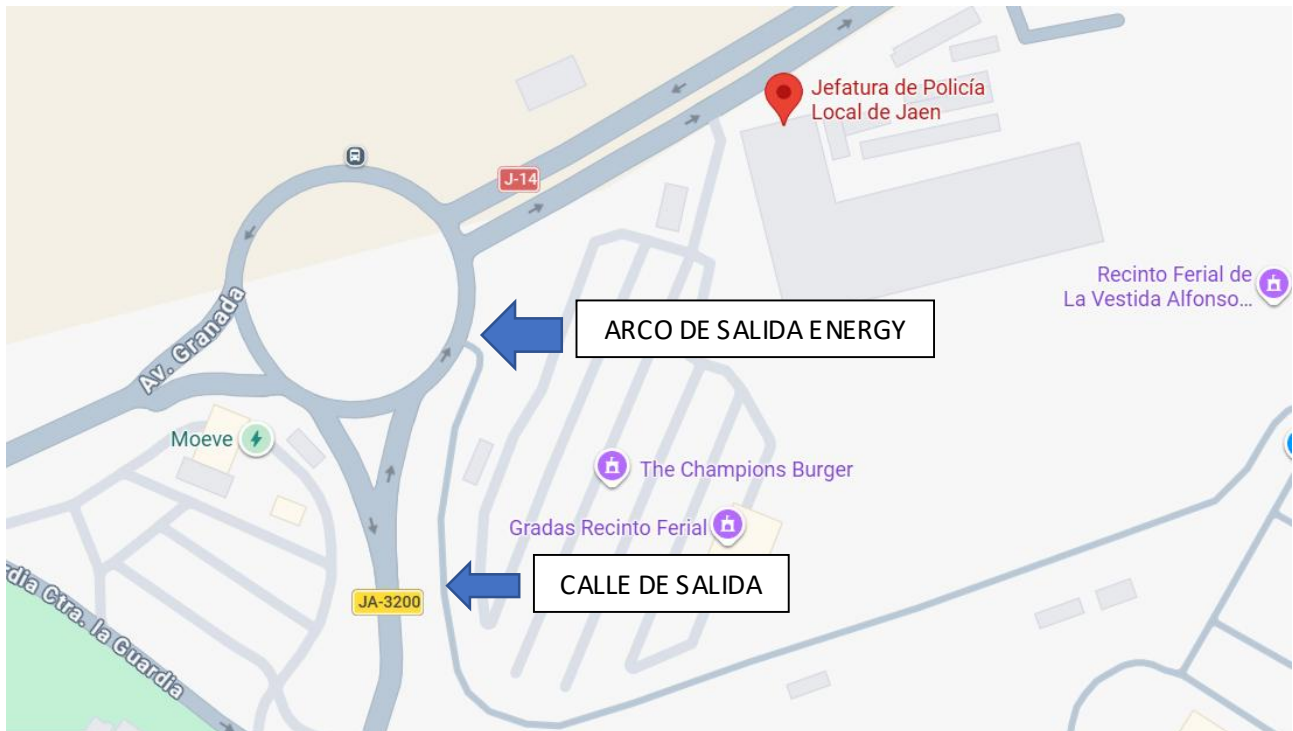 Jefatura de Policía
Local de Jaen
J-14
Recinto Ferial de
La Vestida Alfonso...
ARCO DE SALIDA ENERGY
Av. Granada
Moeve
The Champions Burger
Gradas Recinto Ferial
CALLE DE SALIDA
JA-3200
rdia Ctra. la Guardia